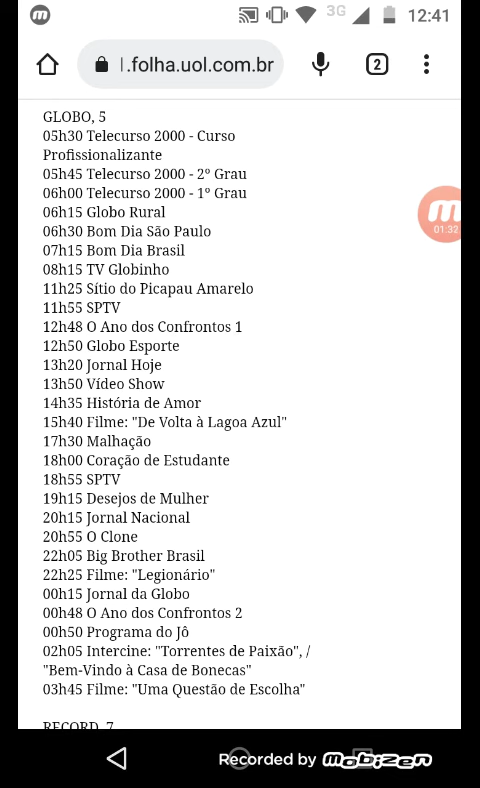 3G 12:41
l.folha.uol.com.br 2
GLOBO, 5
05h30 Telecurso 2000 - Curso
Profissionalizante
05h45 Telecurso 2000 - 2º Grau
06h00 Telecurso 2000 - 1º Grau
06h15 Globo Rural
06h30 Bom Dia São Paulo
07h15 Bom Dia Brasil
08h15 TV Globinho
11h25 Sítio do Picapau Amarelo
11h55 SPTV
12h48 O Ano dos Confrontos 1
12h50 Globo Esporte
13h20 Jornal Hoje
13h50 Vídeo Show
14h35 História de Amor
15h40 Filme: "De Volta à Lagoa Azul"
17h30 Malhação
18h00 Coração de Estudante
18h55 SPTV
19h15 Desejos de Mulher
20h15 Jornal Nacional
20h55 O Clone
22h05 Big Brother Brasil
22h25 Filme: "Legionário"
00h15 Jornal da Globo
00h48 O Ano dos Confrontos 2
00h50 Programa do Jô
02h05 Intercine: "Torrentes de Paixão", /
"Bem-Vindo à Casa de Bonecas"
03h45 Filme: "Uma Questão de Escolha"
RECORD, 7
01:32
Recorded by Mobizen